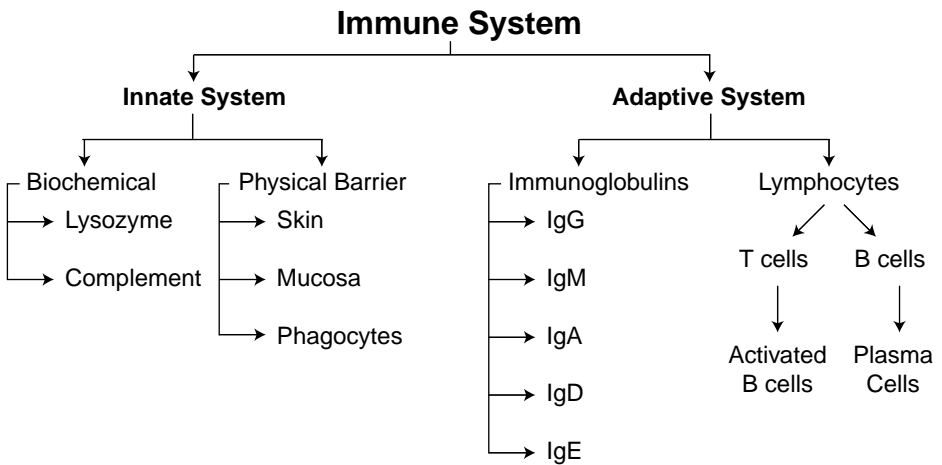 Immune System
Innate System
Adaptive System
Biochemical
Physical Barrier
Immunoglobulins
Lymphocytes
Lysozyme
Skin
IgG
T cells
B cells
Complement
Mucosa
IgM
Phagocytes
IgA
Activated
B cells
Plasma
Cells
IgD
IgE